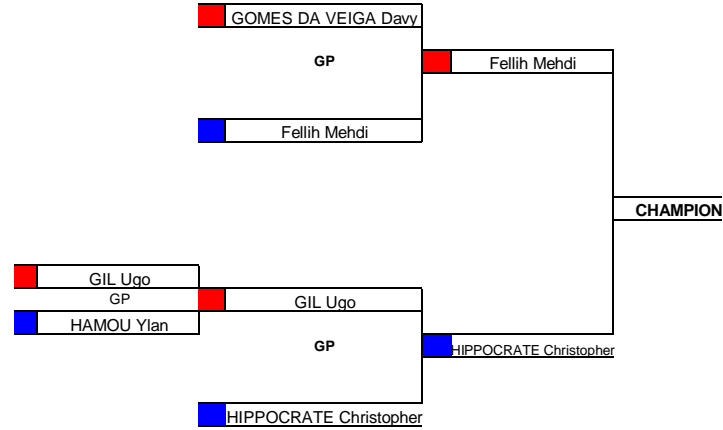 GOMES DA VEIGA Davy
GP
Fellih Mehdi
Fellih Mehdi
CHAMPION
GIL Ugo
GP
HAMOU Ylan
GIL Ugo
GP
HIPPOCRATE Christopher
HIPPOCRATE Christopher